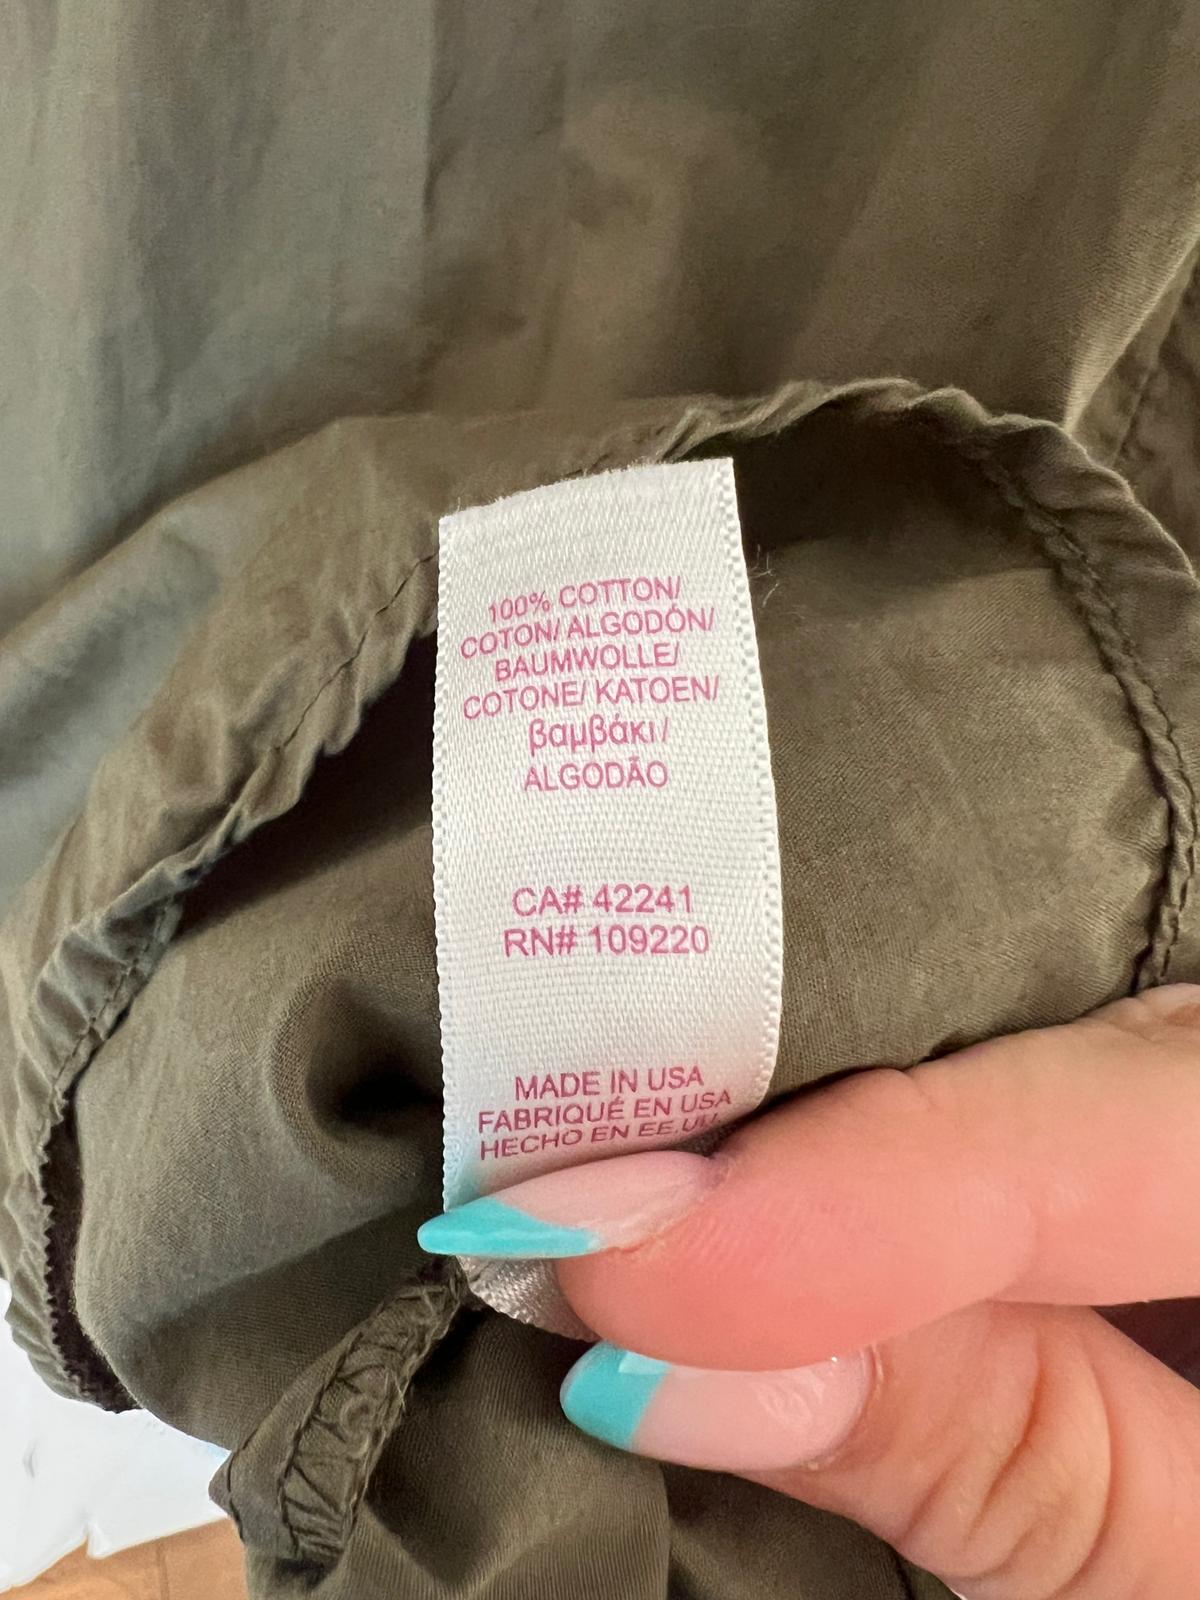 100% COTTON/
COTON/ ALGODÓN/
BAUMWOLLE/
COTONE/ KATOEN/
βαμβάκι/
ALGODÃO
CA# 42241
RN# 109220
MADE IN USA
FABRIQUÉ EN USA
HECHO EN EE.UU.